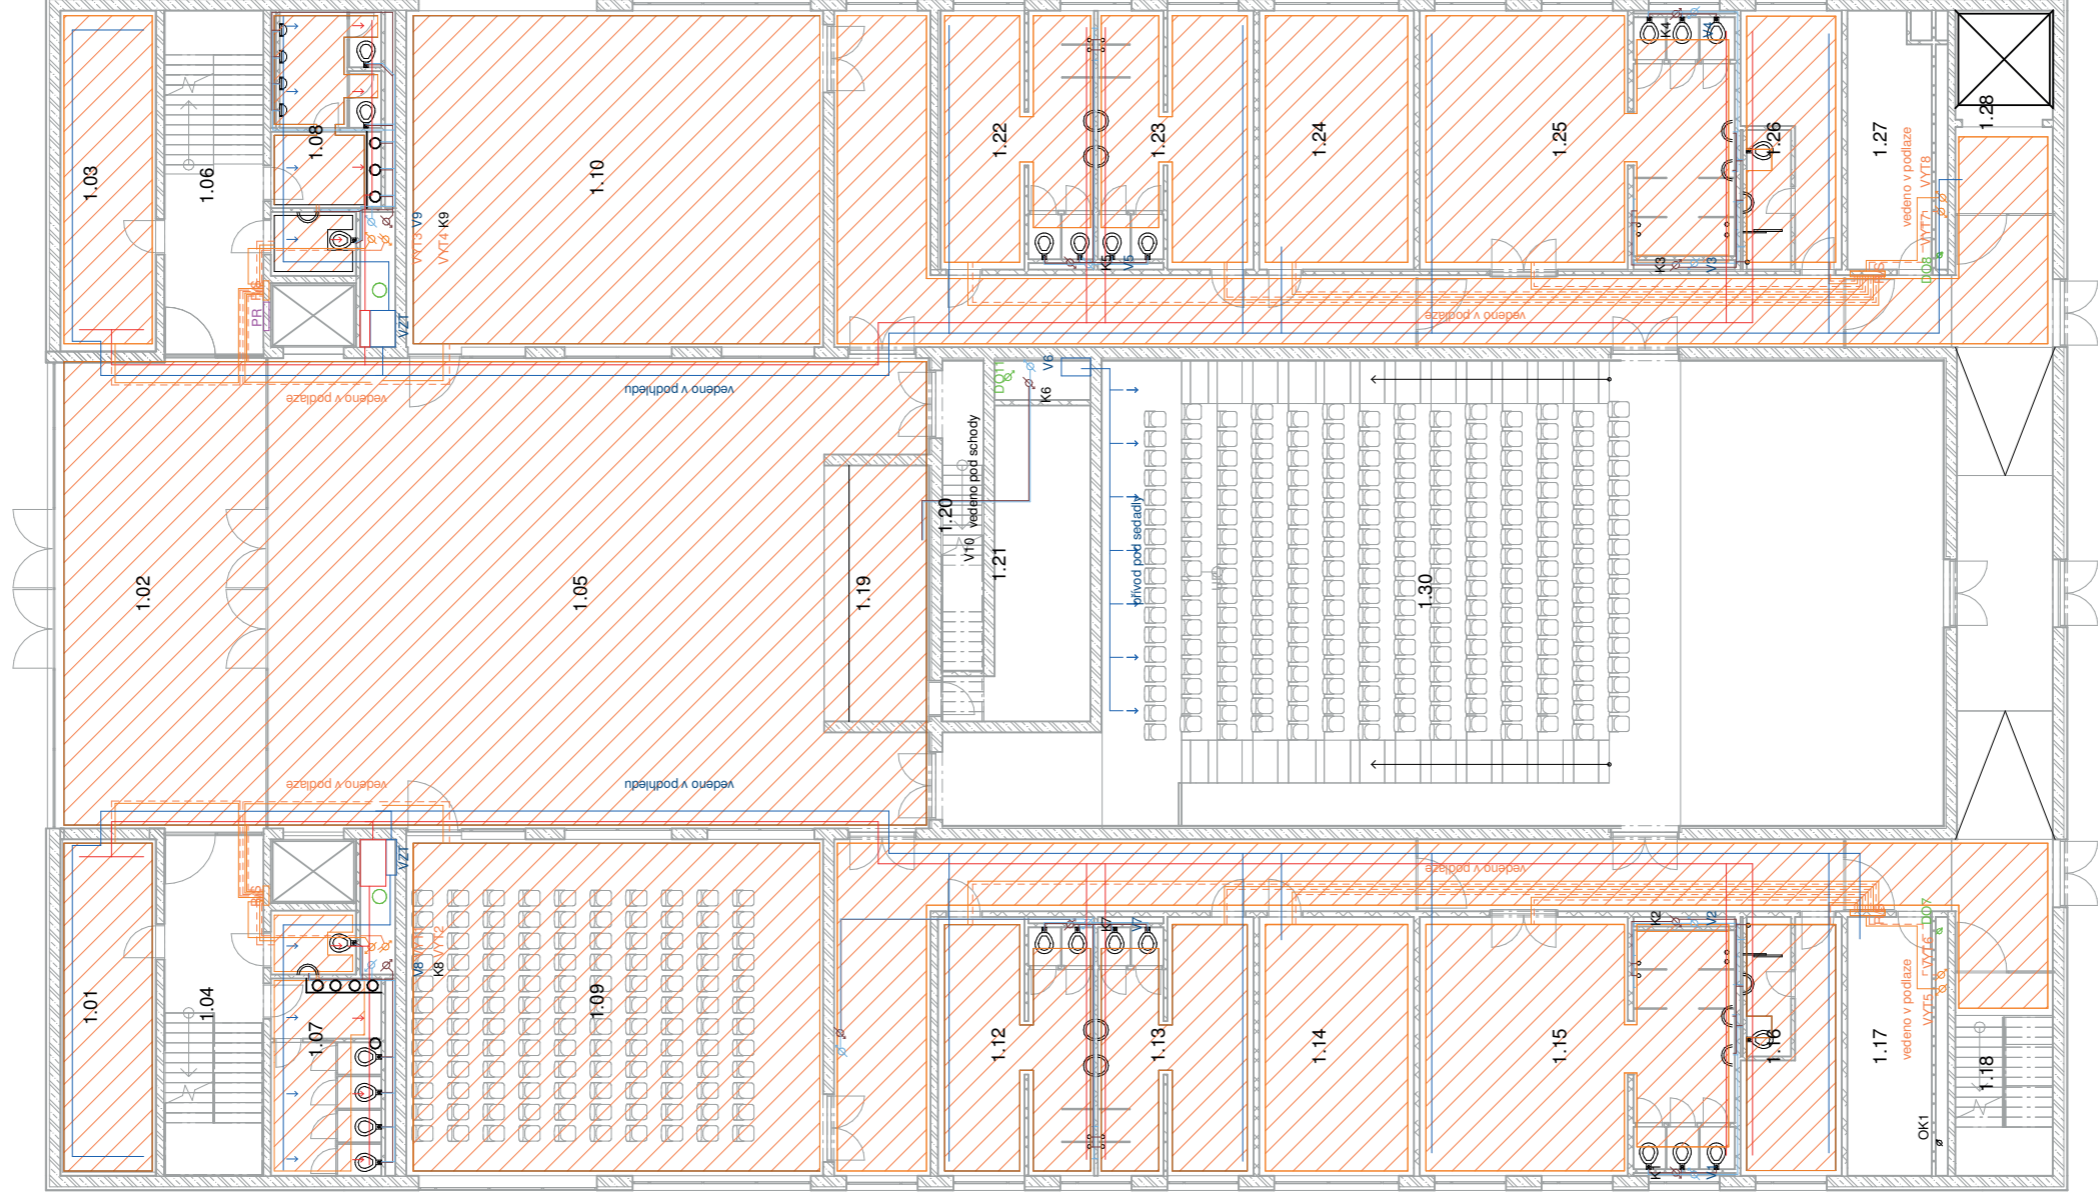 1.03
1.06
1.08
1.10
1.22
1.23
1.24
1.25
1.26
1.27
1.28
K4
V4
K5
V5
K3
V3
VYT3 V9
VYT4 K9
PR
VZT
vedeno v podlaze
VYT7 VYT8
DO8
vedeno v podlaze
vedeno v podlaze
vedeno v podhledu
V6
K6
1.20
V10 vedeno pod schody
1.21
1.02
1.05
1.19
přívod pod sedadly
1.30
vedeno v podlaze
vedeno v podhledu
VZT
vedeno v podlaze
1.01
1.04
1.07
V8
K8 VYT2
1.09
K7
V7
K2
V2
1.12
1.13
1.14
1.15
1.16
1.17
1.18
DO7
VYT6
VYT5
vedeno v podlaze
K1
V1
OK1